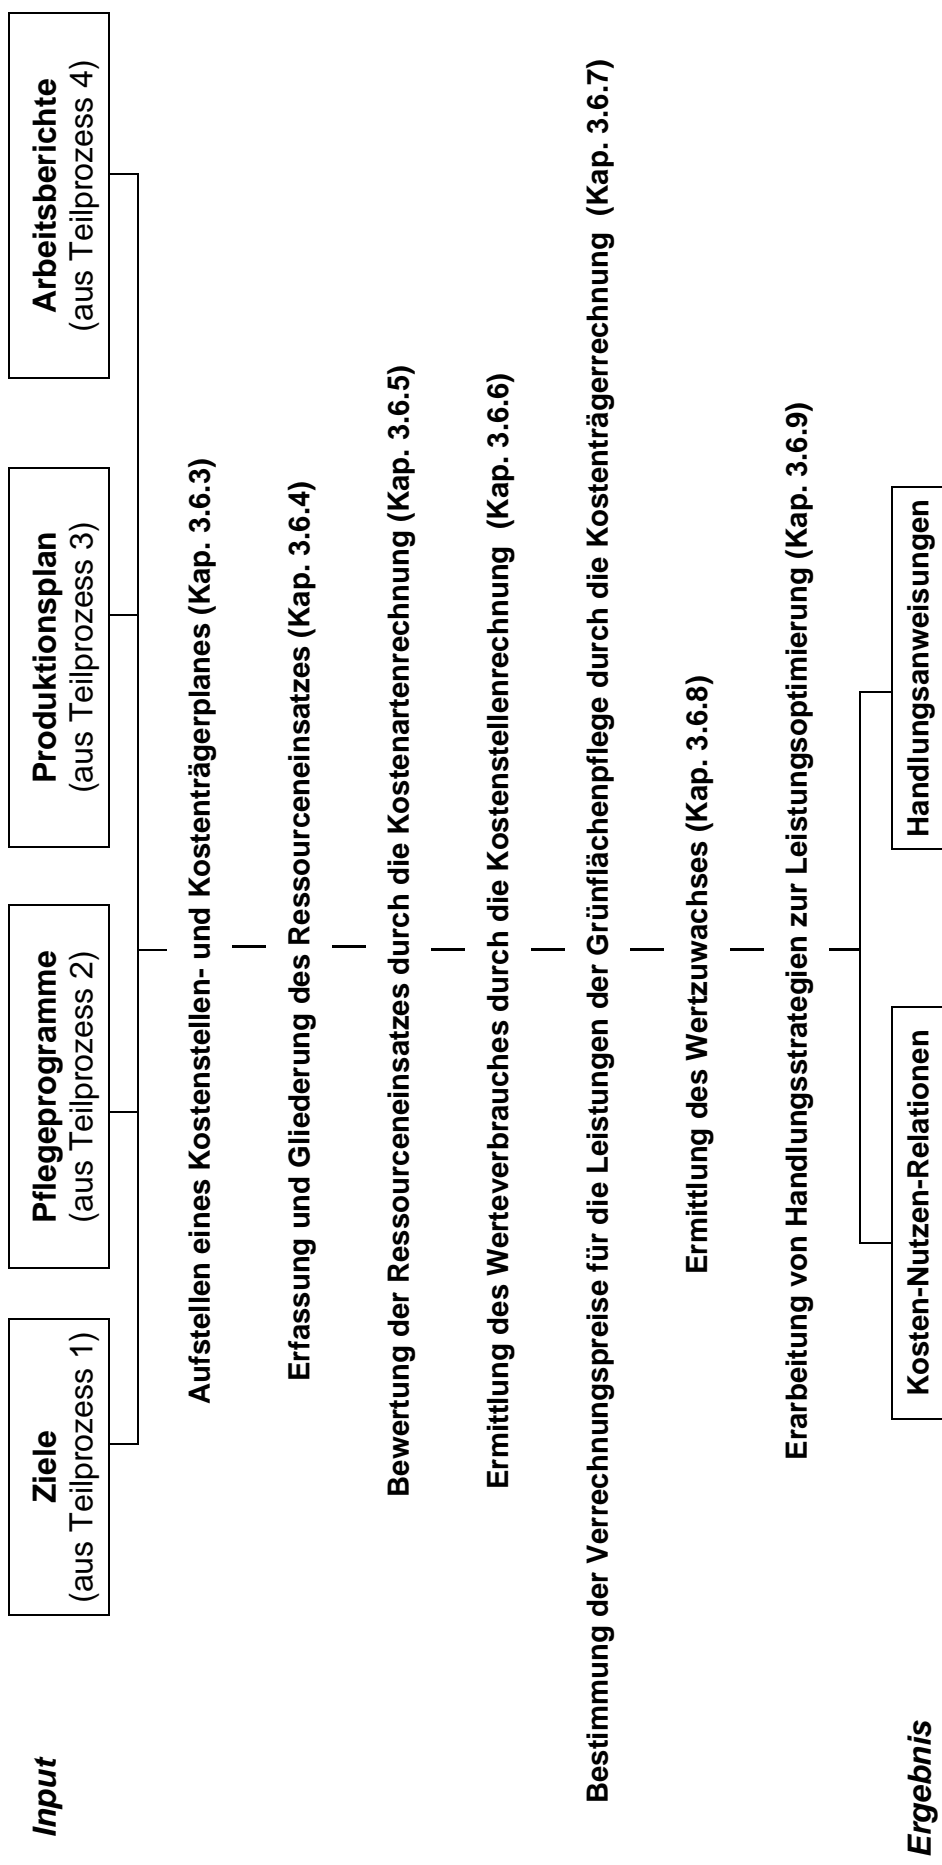 Input
Ziele
(aus Teilprozess 1)
Pflegeprogramme
(aus Teilprozess 2)
Produktionsplan
(aus Teilprozess 3)
Arbeitsberichte
(aus Teilprozess 4)
Aufstellen eines Kostenstellen- und Kostenträgerplanes (Kap. 3.6.3)
Erfassung und Gliederung des Ressourceneinsatzes (Kap. 3.6.4)
Bewertung der Ressourceneinsatzes durch die Kostenartenrechnung (Kap. 3.6.5)
Ermittlung des Werteverbrauches durch die Kostenstellenrechnung (Kap. 3.6.6)
Bestimmung der Verrechnungspreise für die Leistungen der Grünflächenpflege durch die Kostenträgerrechnung (Kap. 3.6.7)
Ermittlung des Wertzuwachses (Kap. 3.6.8)
Erarbeitung von Handlungsstrategien zur Leistungsoptimierung (Kap. 3.6.9)
Ergebnis
Kosten-Nutzen-Relationen
Handlungsanweisungen